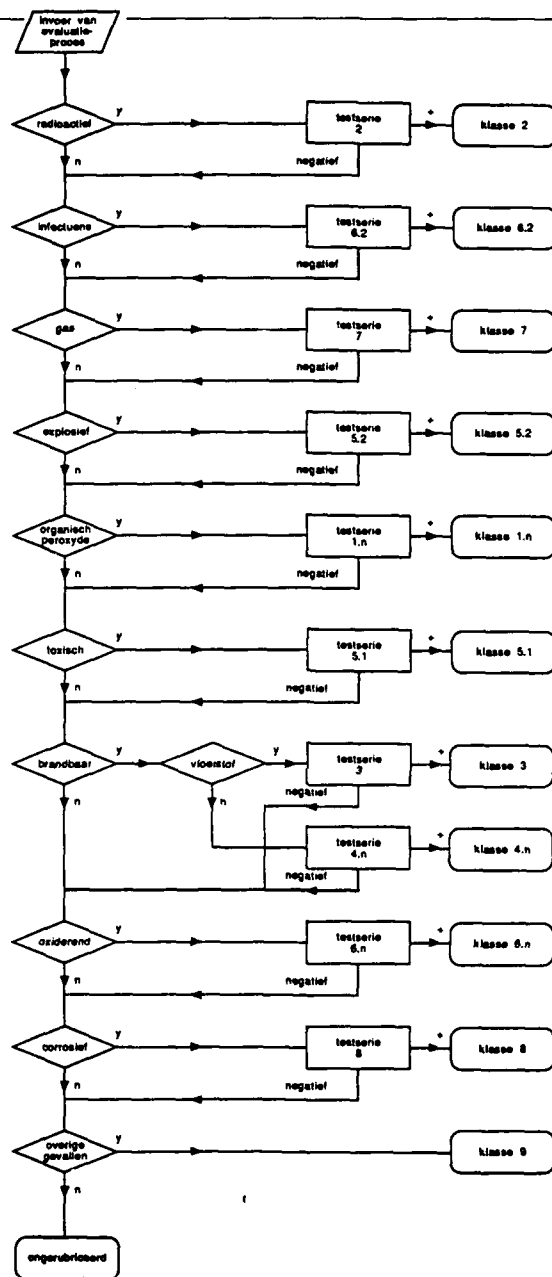 invoer van
evaluatie-
proces
radioactief
y
testserie
2
+
klasse 2
n
negatief
infectuens
y
testserie
6.2
+
klasse 6.2
n
negatief
gas
y
testserie
7
+
klasse 7
n
negatief
explosief
y
testserie
5.2
+
klasse 5.2
n
negatief
organisch
peroxyde
y
testserie
1.n
+
klasse 1.n
n
negatief
toxisch
y
testserie
5.1
+
klasse 5.1
n
negatief
brandbaar
y
vloeistof
y
testserie
3
+
klasse 3
n
n
negatief
testserie
4.n
+
klasse 4.n
negatief
oxiderend
y
testserie
6.n
+
klasse 6.n
n
negatief
corrosief
y
testserie
8
+
klasse 8
n
negatief
overige
gevallen
y
klasse 9
n
ongerubriceerd